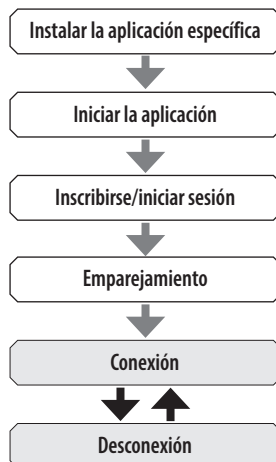 Instalar la aplicación específica
Iniciar la aplicación
Inscribirse/iniciar sesión
Emparejamiento
Conexión
Desconexión